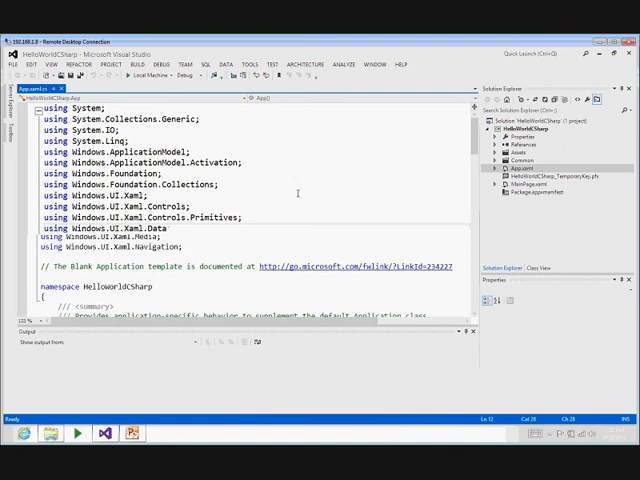 192.168.1.8 - Remote Desktop Connection
HelloWorldCSharp - Microsoft Visual Studio
Quick Launch (Ctrl+Q)
FILE EDIT VIEW REFACTOR PROJECT BUILD DEBUG TEAM SQL DATA TOOLS TEST ARCHITECTURE ANALYZE WINDOW HELP
Local Machine Debug
Server Explorer
Toolbox
App.xaml.cs
HelloWorldCSharp.App
App()
using System;
using System.Collections.Generic;
using System.IO;
using System.Linq;
using Windows.ApplicationModel;
using Windows.ApplicationModel.Activation;
using Windows.Foundation;
using Windows.Foundation.Collections;
using Windows.UI.Xaml;
using Windows.UI.Xaml.Controls;
using Windows.UI.Xaml.Controls.Primitives;
using Windows.UI.Xaml.Data
using Windows.UI.Xaml.Media;
using Windows.UI.Xaml.Navigation;
// The Blank Application template is documented at http://go.microsoft.com/fwlink/?LinkId=234227
namespace HelloWorldCSharp
{
/// <summary>
/// Provides application-specific behavior to supplement the default Application class.
133 %
Output
Show output from:
Solution Explorer
Search Solution Explorer (Ctrl+;)
Solution 'HelloWorldCSharp' (1 project)
HelloWorldCSharp
Properties
References
Assets
Common
App.xaml
HelloWorldCSharp_TemporaryKey.pfx
MainPage.xaml
Package.appxmanifest
Solution Explorer Class View
Properties
Ready
Ln 12 Col 28 Ch 28 INS